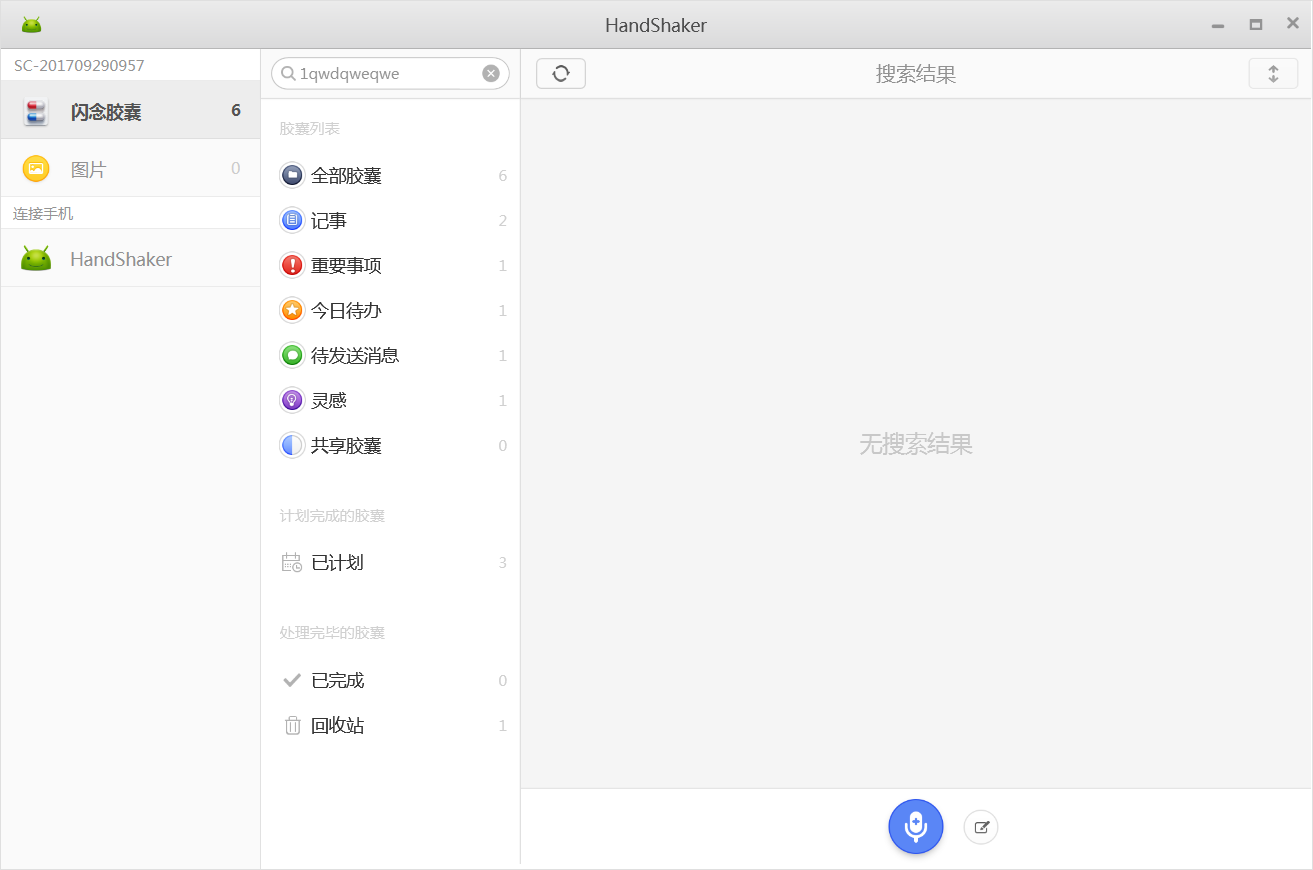 HandShaker
SC-201709290957
闪念胶囊 6
图片 0
连接手机
HandShaker
1qwdqweqwe
胶囊列表
全部胶囊 6
记事 2
重要事项 1
今日待办 1
待发送消息 1
灵感 1
共享胶囊 0
计划完成的胶囊
已计划 3
处理完毕的胶囊
已完成 0
回收站 1
搜索结果
无搜索结果